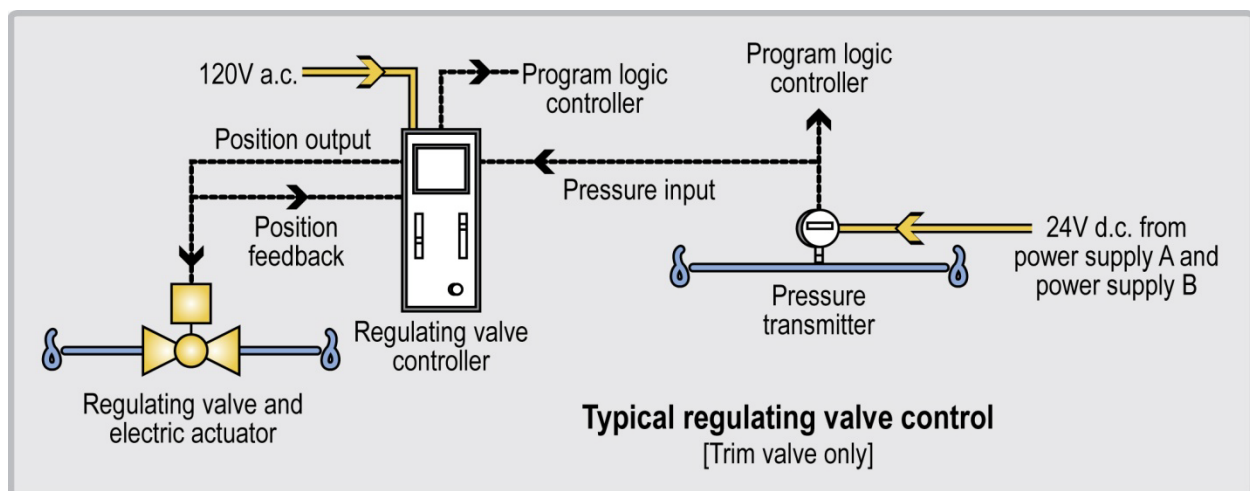 120V a.c.
Program logic
controller
Program logic
controller
Position output
Pressure input
Position
feedback
24V d.c. from
power supply A and
power supply B
Pressure
transmitter
Regulating valve
controller
Regulating valve and
electric actuator
Typical regulating valve control
[Trim valve only]